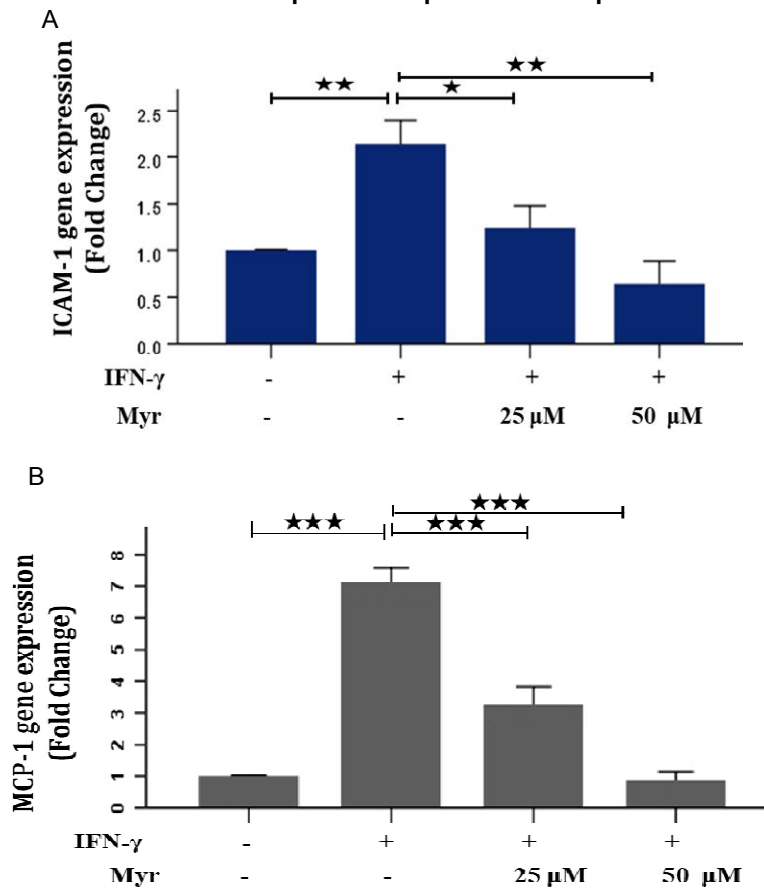 A
ICAM-1 gene expression
(Fold Change)
★★
★★
★
2.5
2.0
1.5
1.0
0.5
0.0
IFN-γ - + + +
Myr - - 25 µM 50 µM
B
MCP-1 gene expression
(Fold Change)
★★★
★★★
★★★
8
7
6
5
4
3
2
1
0
IFN-γ - + + +
Myr - - 25 µM 50 µM